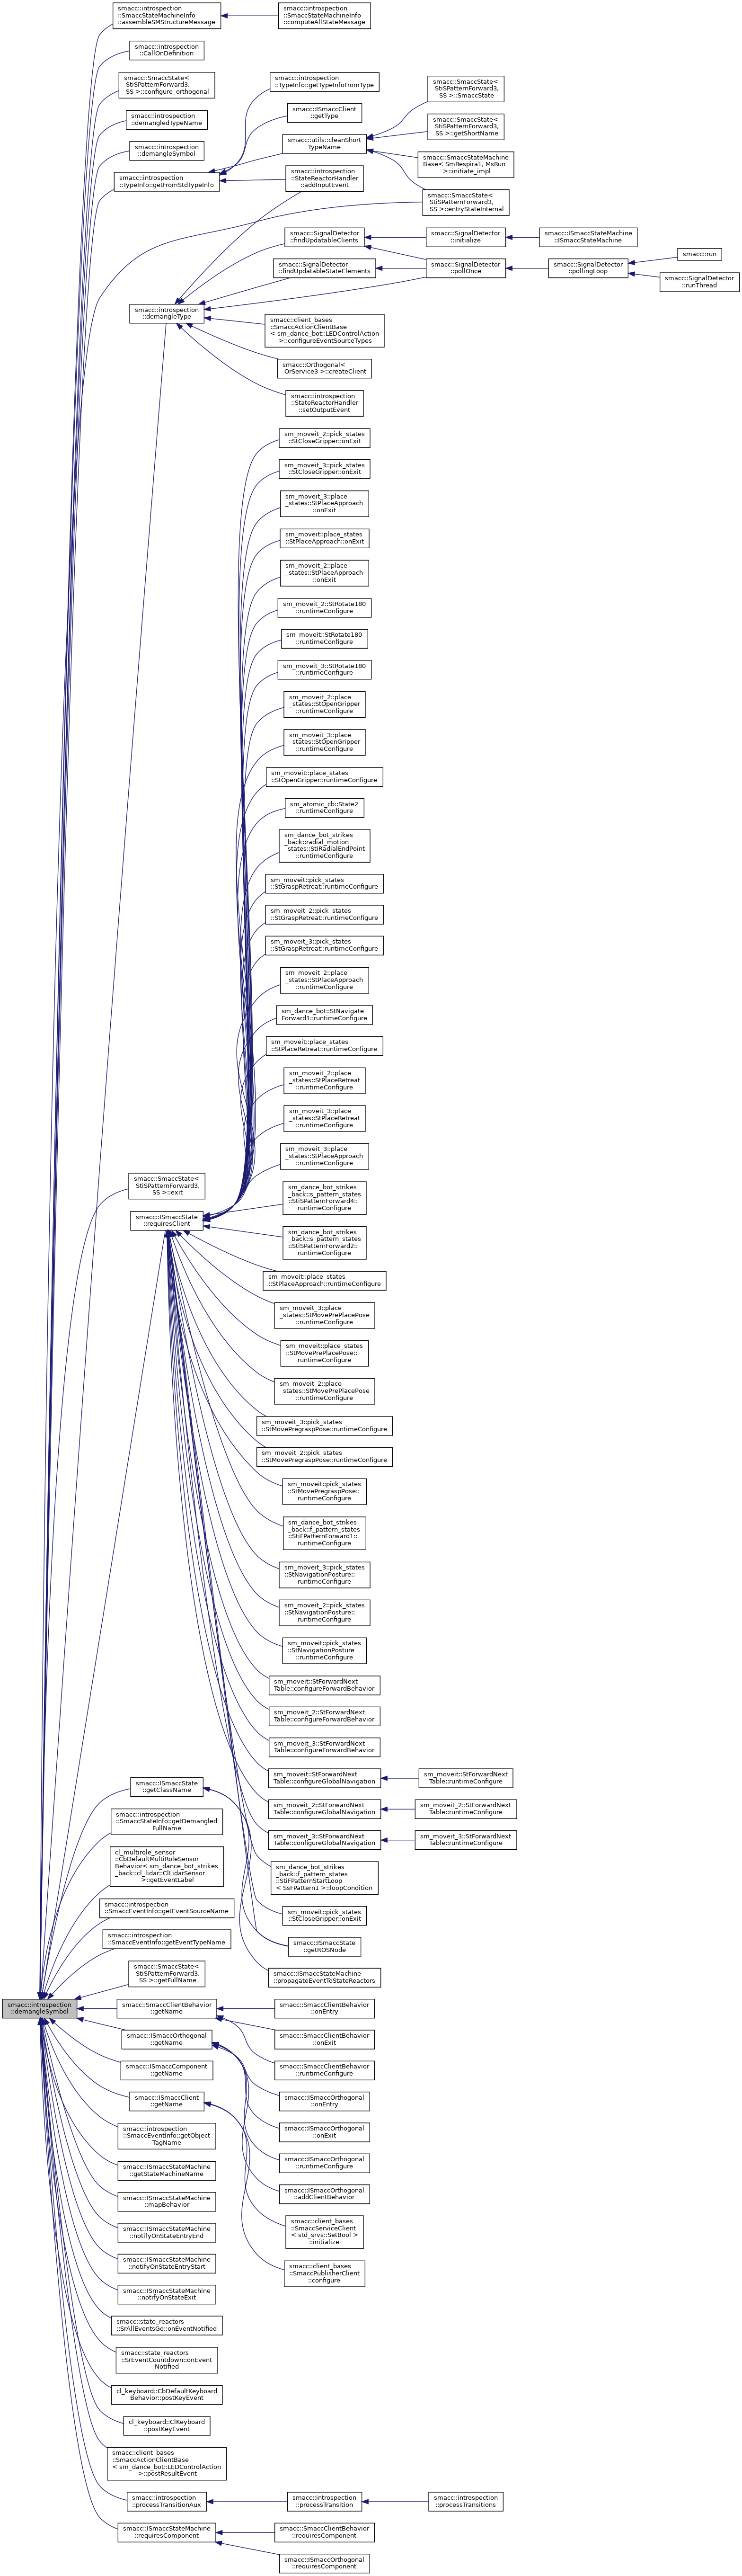 smacc::introspection
::SmaccStateMachineInfo
::assembleSMStructureMessage
smacc::introspection
::SmaccStateMachineInfo
::computeAllStateMessage
smacc::introspection
::CallOnDefinition
smacc::SmaccState<
StiSPatternForward3,
SS >::configure_orthogonal
smacc::introspection
::demangledTypeName
smacc::introspection
::demangleSymbol
smacc::introspection
::TypeInfo::getFromStdTypeInfo
smacc::introspection
::TypeInfo::getTypeInfoFromType
smacc::ISmaccClient
::getType
smacc::utils::cleanShort
TypeName
smacc::introspection
::StateReactorHandler
::addInputEvent
smacc::SmaccState<
StiSPatternForward3,
SS >::SmaccState
smacc::SmaccState<
StiSPatternForward3,
SS >::getShortName
smacc::SmaccStateMachine
Base< SmRespira1, MsRun
>::initiate_impl
smacc::SmaccState<
StiSPatternForward3,
SS >::entryStateInternal
smacc::SignalDetector
::findUpdatableClients
smacc::SignalDetector
::initialize
smacc::ISmaccStateMachine
::ISmaccStateMachine
smacc::SignalDetector
::findUpdatableStateElements
smacc::SignalDetector
::pollOnce
smacc::SignalDetector
::pollingLoop
smacc::run
smacc::SignalDetector
::runThread
smacc::introspection
::demangleType
smacc::client_bases
::SmaccActionClientBase
< sm_dance_bot::LEDControlAction
>::configureEventSourceTypes
smacc::Orthogonal<
OrService3 >::createClient
smacc::introspection
::StateReactorHandler
::setOutputEvent
sm_moveit_2::pick_states
::StCloseGripper::onExit
sm_moveit_3::pick_states
::StCloseGripper::onExit
sm_moveit_3::place
_states::StPlaceApproach
::onExit
sm_moveit::place_states
::StPlaceApproach::onExit
sm_moveit_2::place
_states::StPlaceApproach
::onExit
sm_moveit_2::StRotate180
::runtimeConfigure
sm_moveit::StRotate180
::runtimeConfigure
sm_moveit_3::StRotate180
::runtimeConfigure
sm_moveit_2::place
_states::StOpenGripper
::runtimeConfigure
sm_moveit_3::place
_states::StOpenGripper
::runtimeConfigure
sm_moveit::place_states
::StOpenGripper::runtimeConfigure
sm_atomic_cb::State2
::runtimeConfigure
sm_dance_bot_strikes
_back::radial_motion
_states::StiRadialEndPoint
::runtimeConfigure
sm_moveit::pick_states
::StGraspRetreat::runtimeConfigure
sm_moveit_2::pick_states
::StGraspRetreat::runtimeConfigure
sm_moveit_3::pick_states
::StGraspRetreat::runtimeConfigure
sm_moveit_2::place
_states::StPlaceApproach
::runtimeConfigure
sm_dance_bot::StNavigate
Forward1::runtimeConfigure
sm_moveit::place_states
::StPlaceRetreat::runtimeConfigure
sm_moveit_2::place
_states::StPlaceRetreat
::runtimeConfigure
sm_moveit_3::place
_states::StPlaceRetreat
::runtimeConfigure
sm_moveit_3::place
_states::StPlaceApproach
::runtimeConfigure
smacc::SmaccState<
StiSPatternForward3,
SS >::exit
smacc::ISmaccState
::requiresClient
sm_dance_bot_strikes
_back::s_pattern_states
::StiSPatternForward4::
runtimeConfigure
sm_dance_bot_strikes
_back::s_pattern_states
::StiSPatternForward2::
runtimeConfigure
sm_moveit::place_states
::StPlaceApproach::runtimeConfigure
sm_moveit_3::place
_states::StMovePrePlacePose
::runtimeConfigure
sm_moveit::place_states
::StMovePrePlacePose::
runtimeConfigure
sm_moveit_2::place
_states::StMovePrePlacePose
::runtimeConfigure
sm_moveit_3::pick_states
::StMovePregraspPose::runtimeConfigure
sm_moveit_2::pick_states
::StMovePregraspPose::runtimeConfigure
sm_moveit::pick_states
::StMovePregraspPose::
runtimeConfigure
sm_dance_bot_strikes
_back::f_pattern_states
::StiFPatternForward1::
runtimeConfigure
sm_moveit_3::pick_states
::StNavigationPosture::
runtimeConfigure
sm_moveit_2::pick_states
::StNavigationPosture::
runtimeConfigure
sm_moveit::pick_states
::StNavigationPosture
::runtimeConfigure
sm_moveit::StForwardNext
Table::configureForwardBehavior
sm_moveit_2::StForwardNext
Table::configureForwardBehavior
sm_moveit_3::StForwardNext
Table::configureForwardBehavior
sm_moveit::StForwardNext
Table::configureGlobalNavigation
sm_moveit::StForwardNext
Table::runtimeConfigure
sm_moveit_2::StForwardNext
Table::configureGlobalNavigation
sm_moveit_2::StForwardNext
Table::runtimeConfigure
sm_moveit_3::StForwardNext
Table::configureGlobalNavigation
sm_moveit_3::StForwardNext
Table::runtimeConfigure
smacc::ISmaccState
::getClassName
smacc::introspection
::SmaccStateInfo::getDemangled
FullName
cl_multirole_sensor
::CbDefaultMultiRoleSensor
Behavior< sm_dance_bot_strikes
_back::cl_lidar::ClLidarSensor
>::getEventLabel
sm_dance_bot_strikes
_back::f_pattern_states
::StiFPatternStartLoop
< SsFPattern1 >::loopCondition
smacc::introspection
::SmaccEventInfo::getEventSourceName
sm_moveit::pick_states
::StCloseGripper::onExit
smacc::introspection
::SmaccEventInfo::getEventTypeName
smacc::ISmaccState
::getROSNode
smacc::SmaccState<
StiSPatternForward3,
SS >::getFullName
smacc::ISmaccStateMachine
::propagateEventToStateReactors
smacc::introspection
::demangleSymbol
smacc::SmaccClientBehavior
::getName
smacc::SmaccClientBehavior
::onEntry
smacc::ISmaccOrthogonal
::getName
smacc::SmaccClientBehavior
::onExit
smacc::ISmaccComponent
::getName
smacc::SmaccClientBehavior
::runtimeConfigure
smacc::ISmaccClient
::getName
smacc::ISmaccOrthogonal
::onEntry
smacc::introspection
::SmaccEventInfo::getObject
TagName
smacc::ISmaccOrthogonal
::onExit
smacc::ISmaccStateMachine
::getStateMachineName
smacc::ISmaccOrthogonal
::runtimeConfigure
smacc::ISmaccStateMachine
::mapBehavior
smacc::ISmaccOrthogonal
::addClientBehavior
smacc::ISmaccStateMachine
::notifyOnStateEntryEnd
smacc::client_bases
::SmaccServiceClient
< std_srvs::SetBool >
::initialize
smacc::ISmaccStateMachine
::notifyOnStateEntryStart
smacc::client_bases
::SmaccPublisherClient
::configure
smacc::ISmaccStateMachine
::notifyOnStateExit
smacc::state_reactors
::SrAllEventsGo::onEventNotified
smacc::state_reactors
::SrEventCountdown::onEvent
Notified
cl_keyboard::CbDefaultKeyboard
Behavior::postKeyEvent
cl_keyboard::ClKeyboard
::postKeyEvent
smacc::client_bases
::SmaccActionClientBase
< sm_dance_bot::LEDControlAction
>::postResultEvent
smacc::introspection
::processTransitionAux
smacc::introspection
::processTransition
smacc::introspection
::processTransitions
smacc::ISmaccStateMachine
::requiresComponent
smacc::SmaccClientBehavior
::requiresComponent
smacc::ISmaccOrthogonal
::requiresComponent